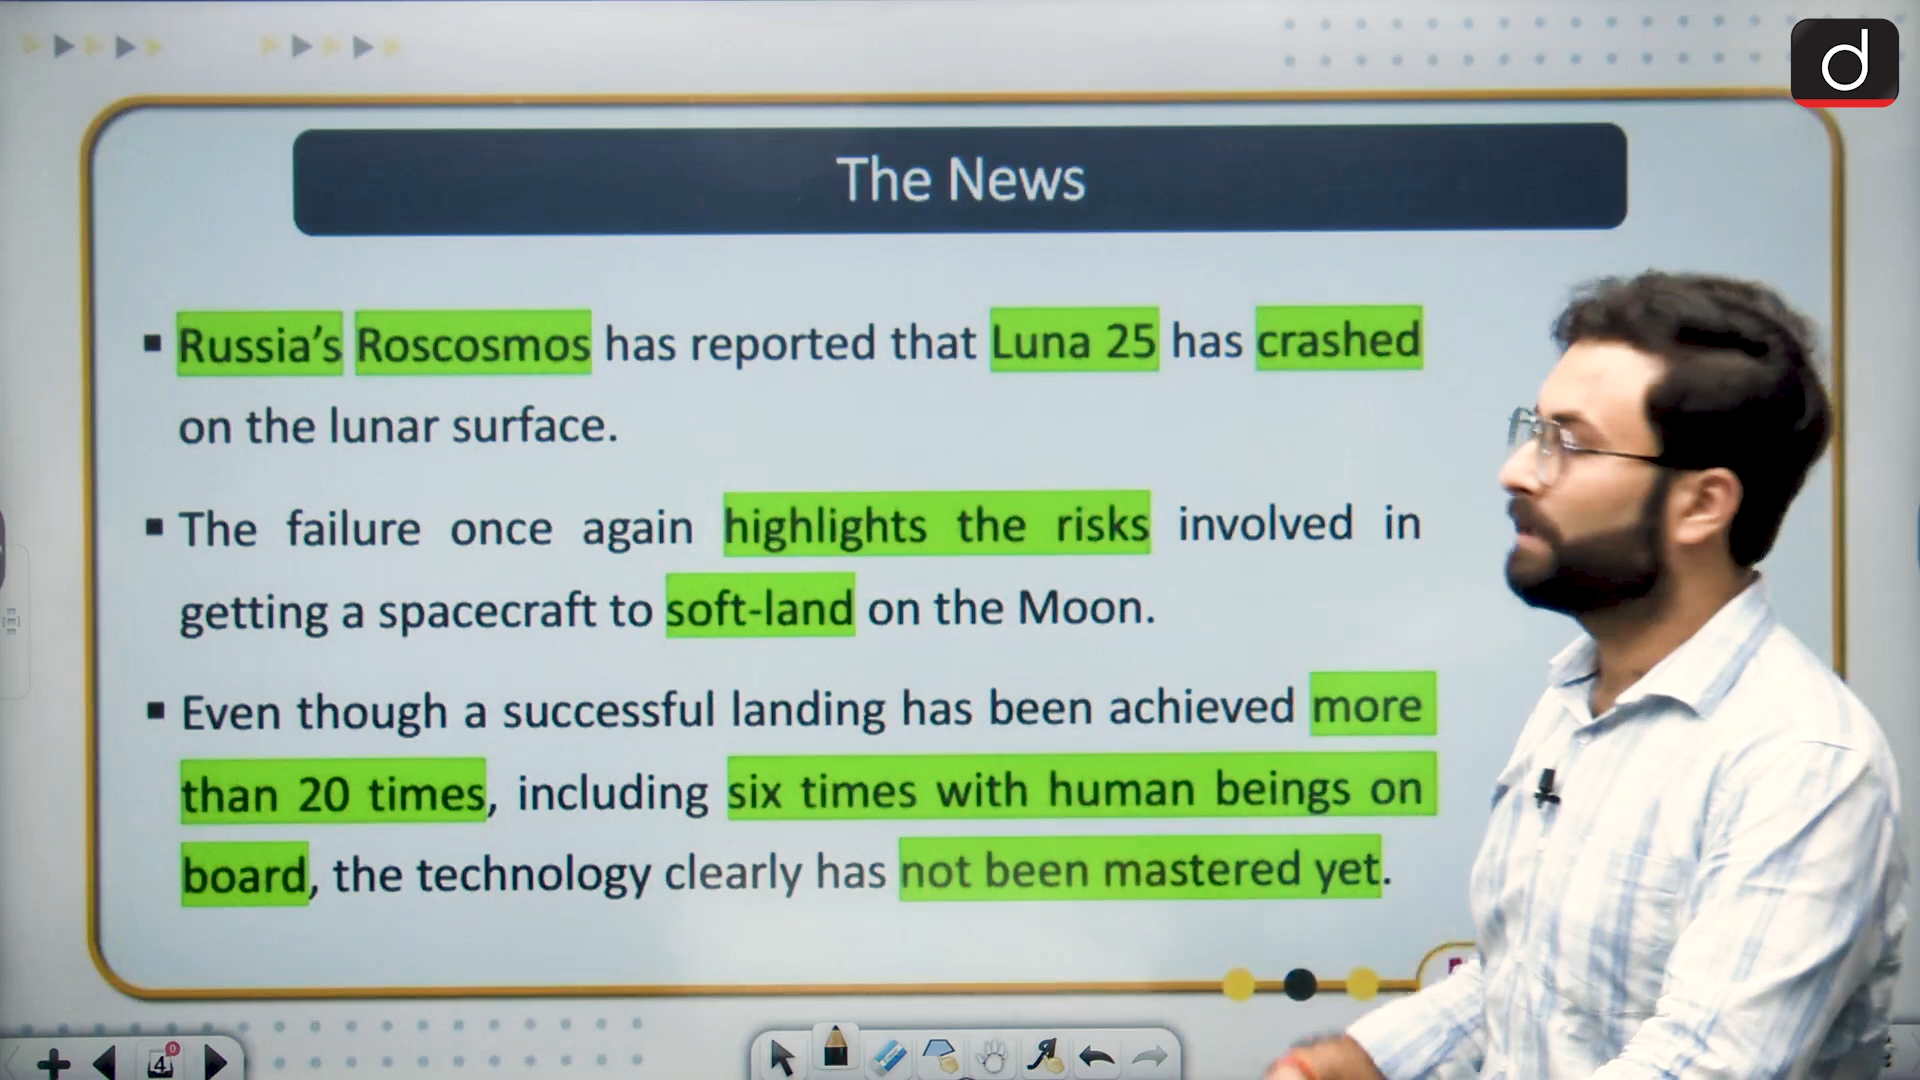 d
The News
Russia's Roscosmos has reported that Luna 25 has crashed
on the lunar surface.
The failure once again highlights the risks involved in
getting a spacecraft to soft-land on the Moon.
Even though a successful landing has been achieved more
than 20 times, including six times with human beings on
board, the technology clearly has not been mastered yet.
4
0